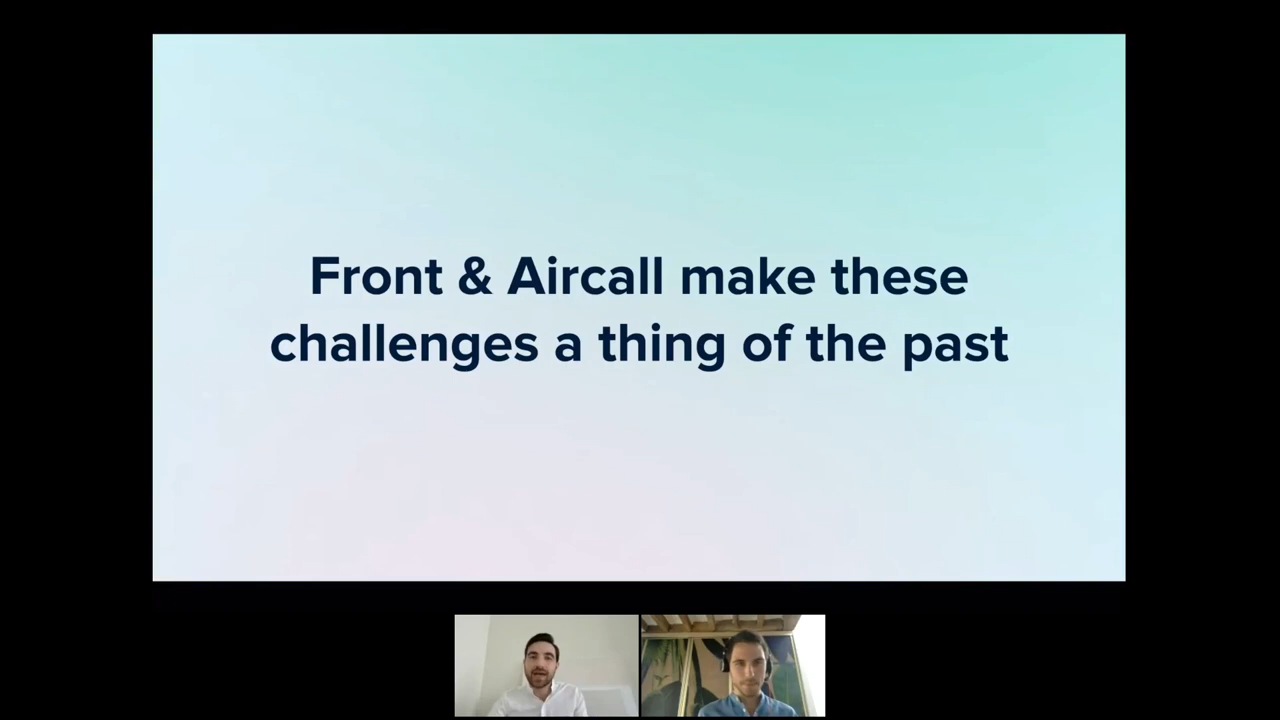 Front & Aircall make these
challenges a thing of the past